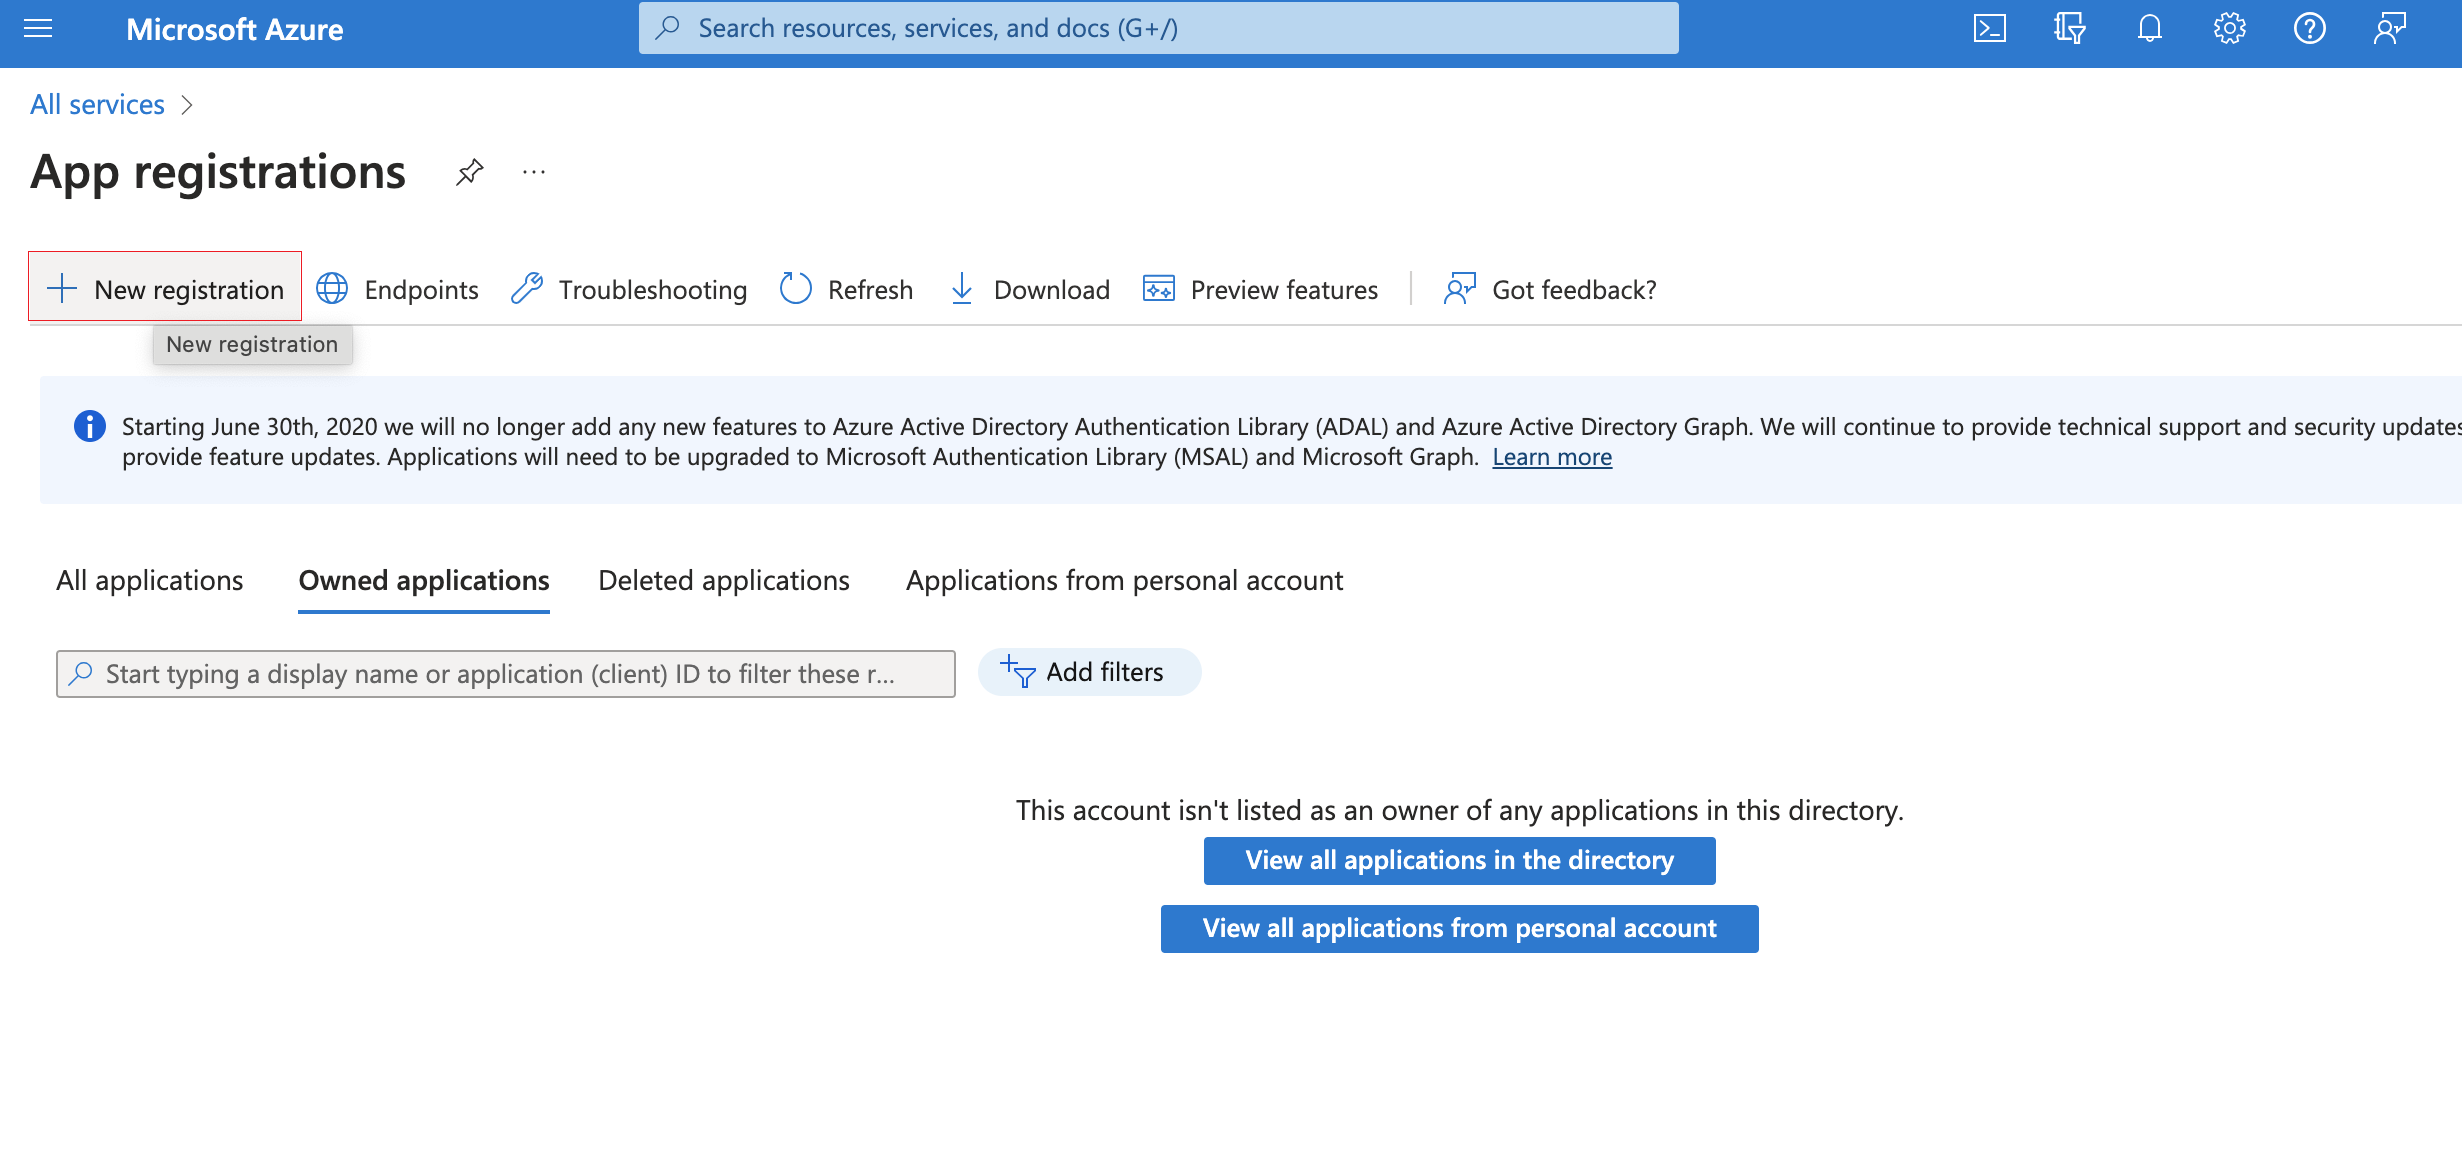 Microsoft Azure
Search resources, services, and docs (G+/)
All services
App registrations
New registration
Endpoints
Troubleshooting
Refresh
Download
Preview features
Got feedback?
New registration
Starting June 30th, 2020 we will no longer add any new features to Azure Active Directory Authentication Library (ADAL) and Azure Active Directory Graph. We will continue to provide technical support and security updates
provide feature updates. Applications will need to be upgraded to Microsoft Authentication Library (MSAL) and Microsoft Graph. Learn more
All applications
Owned applications
Deleted applications
Applications from personal account
Start typing a display name or application (client) ID to filter these r...
Add filters
This account isn't listed as an owner of any applications in this directory.
View all applications in the directory
View all applications from personal account